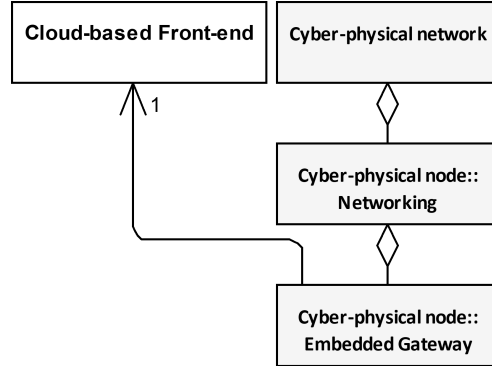 Cloud-based Front-end
Cyber-physical network
1
Cyber-physical node::
Networking
Cyber-physical node::
Embedded Gateway